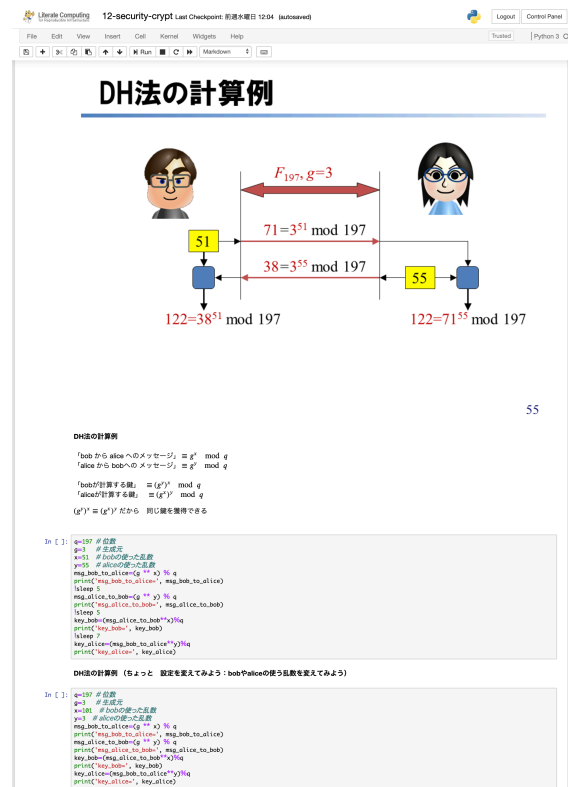 Literate Computing
for Reproducible Infrastructure
12-security-crypt Last Checkpoint: 前週水曜日 12:04 (autosaved)
Logout
Control Panel
File Edit View Insert Cell Kernel Widgets Help
Trusted
Python 3
Run
Markdown
DH法の計算例
F197, g=3
71=3^51 mod 197
51
38=3^55 mod 197
55
122=38^51 mod 197
122=71^55 mod 197
55
DH法の計算例
「bob から alice へのメッセージ」 ≡ g^x mod q
「alice から bobへの メッセージ」 ≡ g^y mod q
「bobが計算する鍵」 ≡ (g^y)^x mod q
「aliceが計算する鍵」 ≡ (g^x)^y mod q
(g^y)^x ≡ (g^x)^y だから 同じ鍵を獲得できる
In [ ]:
q=197 # 位数
g=3 # 生成元
x=51 # bobの使った乱数
y=55 # aliceの使った乱数
msg_bob_to_alice=(g ** x) % q
print('msg_bob_to_alice=', msg_bob_to_alice)
!sleep 5
msg_alice_to_bob=(g ** y) % q
print('msg_alice_to_bob=', msg_alice_to_bob)
!sleep 5
key_bob=(msg_alice_to_bob**x)%q
print('key_bob=', key_bob)
!sleep 7
key_alice=(msg_bob_to_alice**y)%q
print('key_alice=', key_alice)
DH法の計算例 （ちょっと 設定を変えてみよう：bobやaliceの使う乱数を変えてみよう）
In [ ]:
q=197 # 位数
g=3 # 生成元
x=101 # bobの使った乱数
y=3 # aliceの使った乱数
msg_bob_to_alice=(g ** x) % q
print('msg_bob_to_alice=', msg_bob_to_alice)
msg_alice_to_bob=(g ** y) % q
print('msg_alice_to_bob=', msg_alice_to_bob)
key_bob=(msg_alice_to_bob**x)%q
print('key_bob=', key_bob)
key_alice=(msg_bob_to_alice**y)%q
print('key_alice=', key_alice)